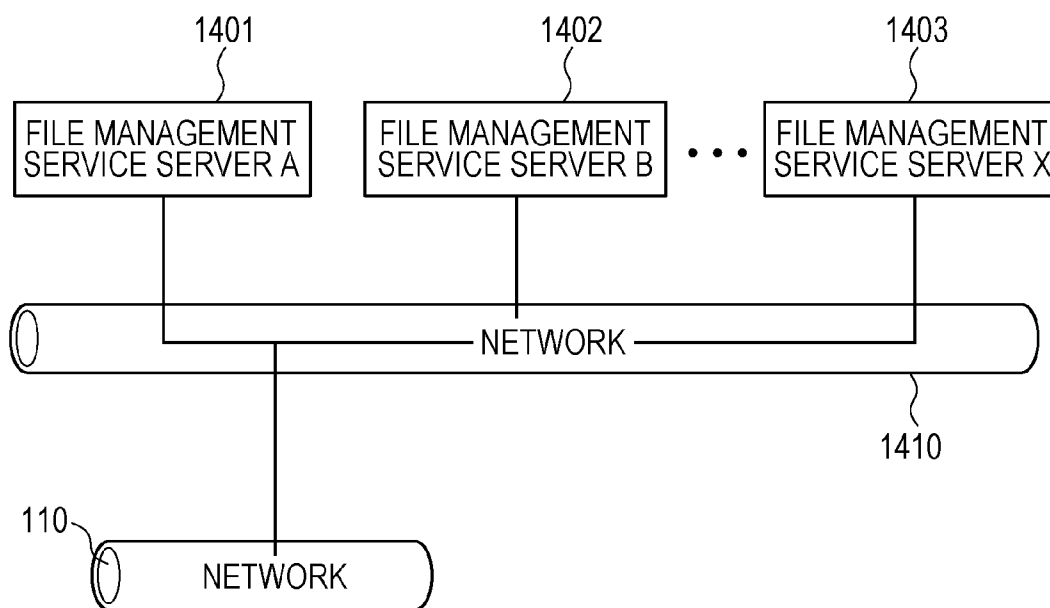 1401
1402
1403
FILE MANAGEMENT
SERVICE SERVER A
FILE MANAGEMENT
SERVICE SERVER B
• • •
FILE MANAGEMENT
SERVICE SERVER X
NETWORK
1410
110
NETWORK